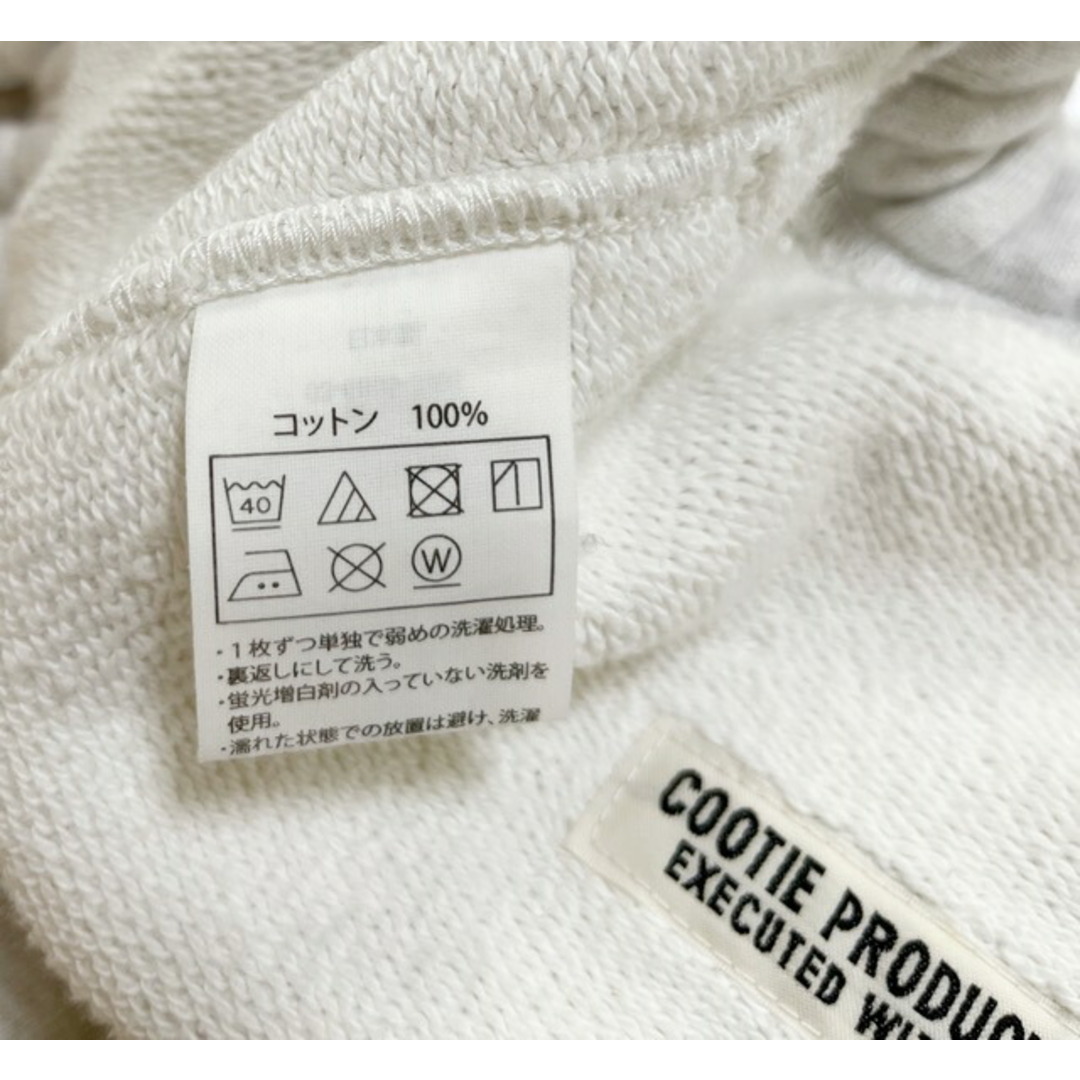 コットン 100%
40
W
・1枚ずつ単独で弱めの洗濯処理。
・裏返しにして洗う。
・蛍光増白剤の入っていない洗剤を
使用。
・濡れた状態での放置は避け、洗濯
COOTIE PRODUC
EXECUTED WIT